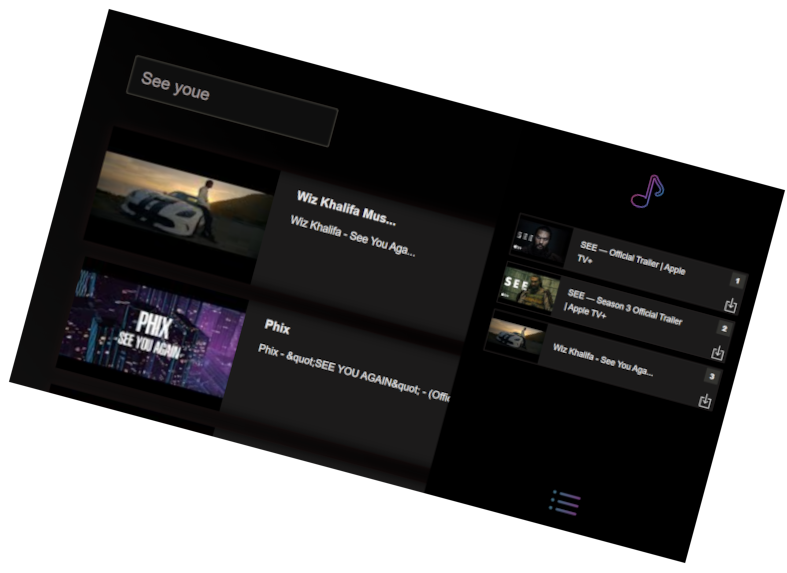 See youe
Wiz Khalifa Mus...
Wiz Khalifa - See You Aga...
PHIX
SEE YOU AGAIN
Phix
Phix - &quot;SEE YOU AGAIN&quot; - (Offic
SEE
SEE — Official Trailer | Apple
TV+
1
SEE
SEE — Season 3 Official Trailer
| Apple TV+
2
Wiz Khalifa - See You Aga...
3